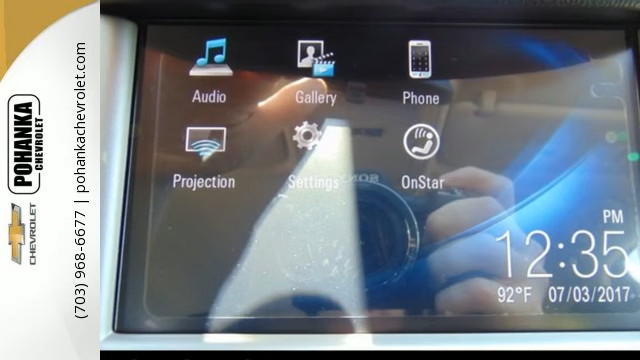 POHANKA
CHEVROLET
CHEVROLET
(703) 968-6677 | pohankachevrolet.com
Audio
Gallery
Phone
Projection
Settings
OnStar
SONY
PM
12:35
92°F 07/03/2017